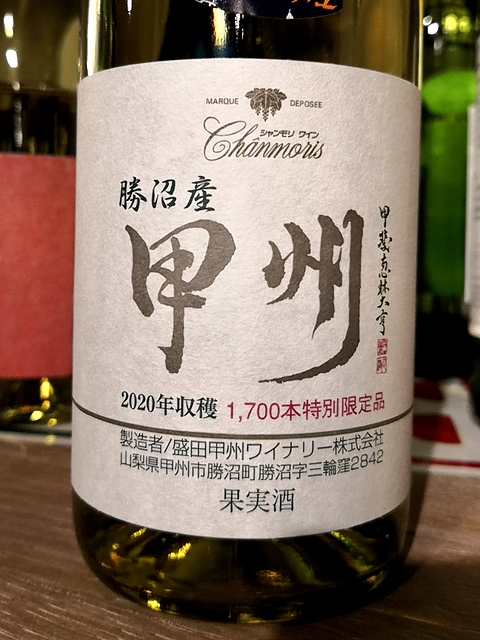 MARQUE DEPOSEE
シャンモリ ワイン
Chanmoris
勝沼産
甲州
甲斐恵林大亨
2020年収穫 1,700本特別限定品
製造者/盛田甲州ワイナリー株式会社
山梨県甲州市勝沼町勝沼字三輪窪2842
果実酒